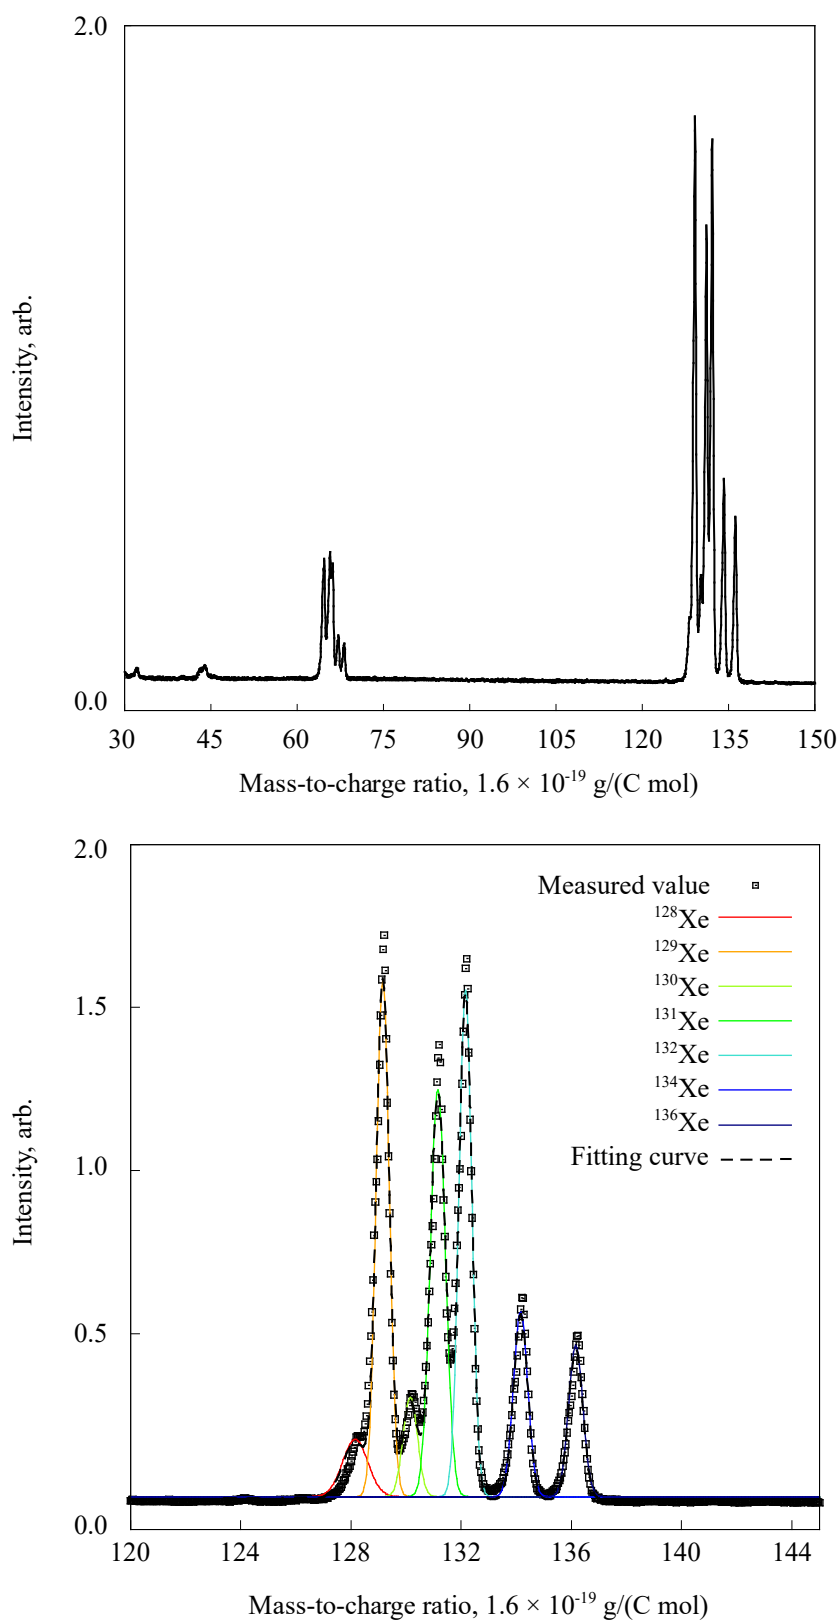 2.0
Intensity, arb.
0.0
30 45 60 75 90 105 120 135 150
Mass-to-charge ratio, 1.6 × 10⁻¹⁹ g/(C mol)
2.0
Measured value
¹²⁸Xe
¹²⁹Xe
¹³⁰Xe
¹³¹Xe
¹³²Xe
¹³⁴Xe
¹³⁶Xe
Fitting curve
1.5
1.0
Intensity, arb.
0.5
0.0
120 124 128 132 136 140 144
Mass-to-charge ratio, 1.6 × 10⁻¹⁹ g/(C mol)